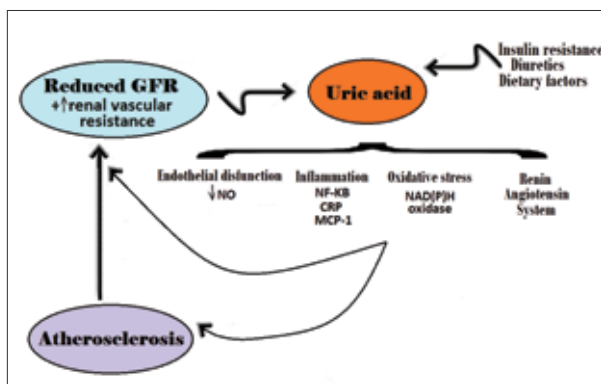 Insulin resistance
Diuretics
Dietary factors
Reduced GFR
+↑renal vascular
resistance
Uric acid
Endothelial disfunction
↓NO
Inflammation
NF-KB
CRP
MCP-1
Oxidative stress
NAD(P)H
oxidase
Renin
Angiotensin
System
Atherosclerosis